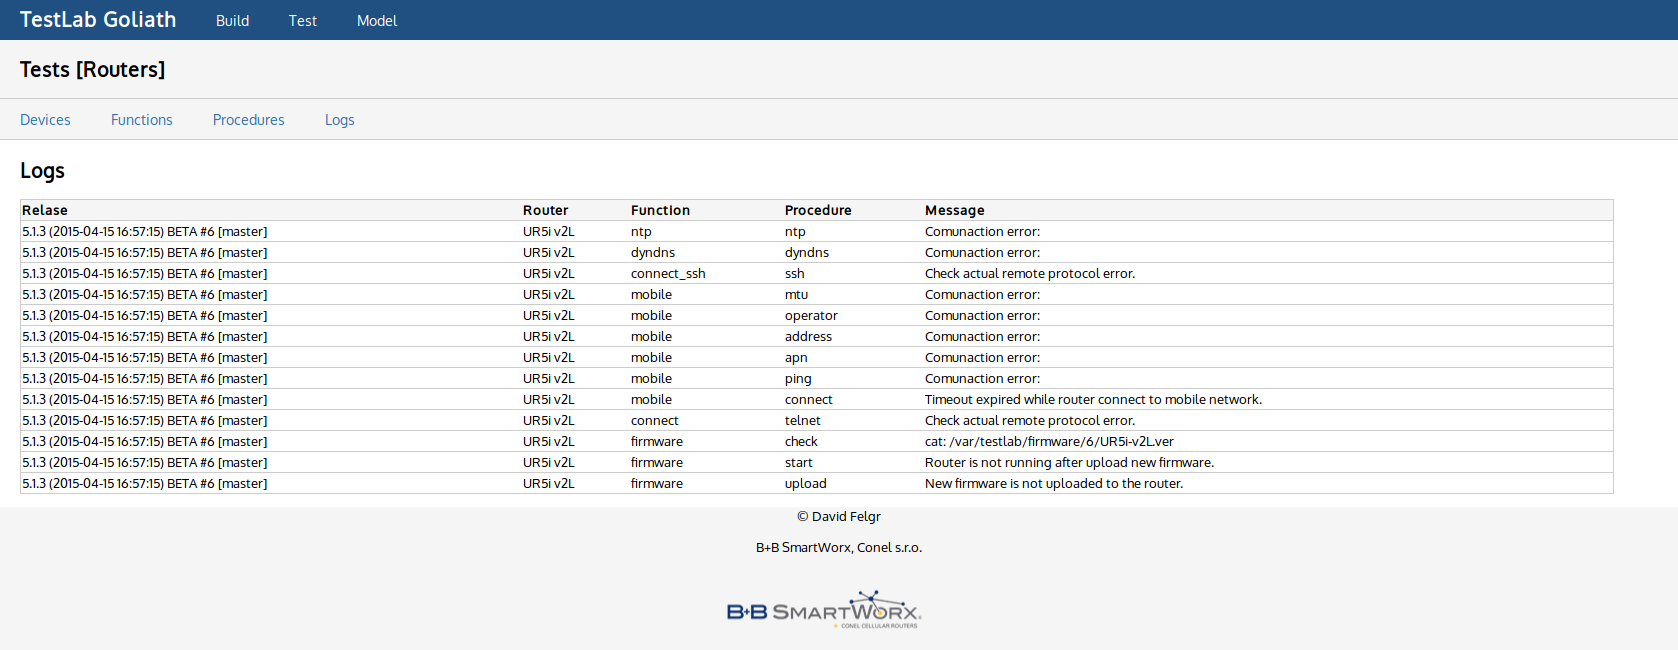 TestLab Goliath Build Test Model
Tests [Routers]
Devices Functions Procedures Logs
Logs
Relase Router Function Procedure Message
5.1.3 (2015-04-15 16:57:15) BETA #6 [master] UR5i v2L ntp ntp Comunaction error:
5.1.3 (2015-04-15 16:57:15) BETA #6 [master] UR5i v2L dyndns dyndns Comunaction error:
5.1.3 (2015-04-15 16:57:15) BETA #6 [master] UR5i v2L connect_ssh ssh Check actual remote protocol error.
5.1.3 (2015-04-15 16:57:15) BETA #6 [master] UR5i v2L mobile mtu Comunaction error:
5.1.3 (2015-04-15 16:57:15) BETA #6 [master] UR5i v2L mobile operator Comunaction error:
5.1.3 (2015-04-15 16:57:15) BETA #6 [master] UR5i v2L mobile address Comunaction error:
5.1.3 (2015-04-15 16:57:15) BETA #6 [master] UR5i v2L mobile apn Comunaction error:
5.1.3 (2015-04-15 16:57:15) BETA #6 [master] UR5i v2L mobile ping Comunaction error:
5.1.3 (2015-04-15 16:57:15) BETA #6 [master] UR5i v2L mobile connect Timeout expired while router connect to mobile network.
5.1.3 (2015-04-15 16:57:15) BETA #6 [master] UR5i v2L connect telnet Check actual remote protocol error.
5.1.3 (2015-04-15 16:57:15) BETA #6 [master] UR5i v2L firmware check cat: /var/testlab/firmware/6/UR5i-v2L.ver
5.1.3 (2015-04-15 16:57:15) BETA #6 [master] UR5i v2L firmware start Router is not running after upload new firmware.
5.1.3 (2015-04-15 16:57:15) BETA #6 [master] UR5i v2L firmware upload New firmware is not uploaded to the router.
© David Felgr
B+B SmartWorx, Conel s.r.o.
B+B SMARTWORX
CONEL CELLULAR ROUTERS